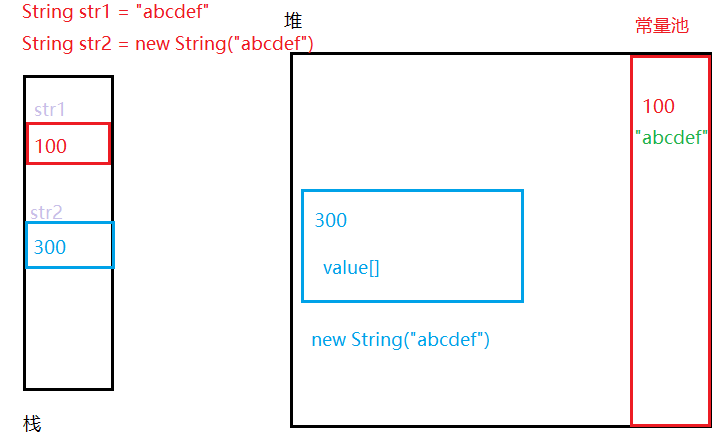 String str1 = "abcdef"
String str2 = new String("abcdef")
堆
常量池
str1
100
str2
300
栈
300
value[]
new String("abcdef")
100
"abcdef"